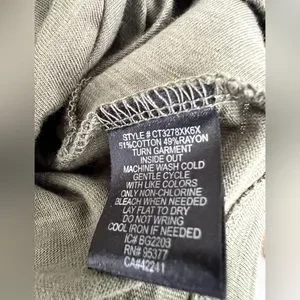 STYLE # CT3278XK6X
51%COTTON 49%RAYON
TURN GARMENT
INSIDE OUT
MACHINE WASH COLD
GENTLE CYCLE
WITH LIKE COLORS
ONLY NON-CHLORINE
BLEACH WHEN NEEDED
LAY FLAT TO DRY
DO NOT WRING
COOL IRON IF NEEDED
IC# BG2203
RN# 95377
CA#42241